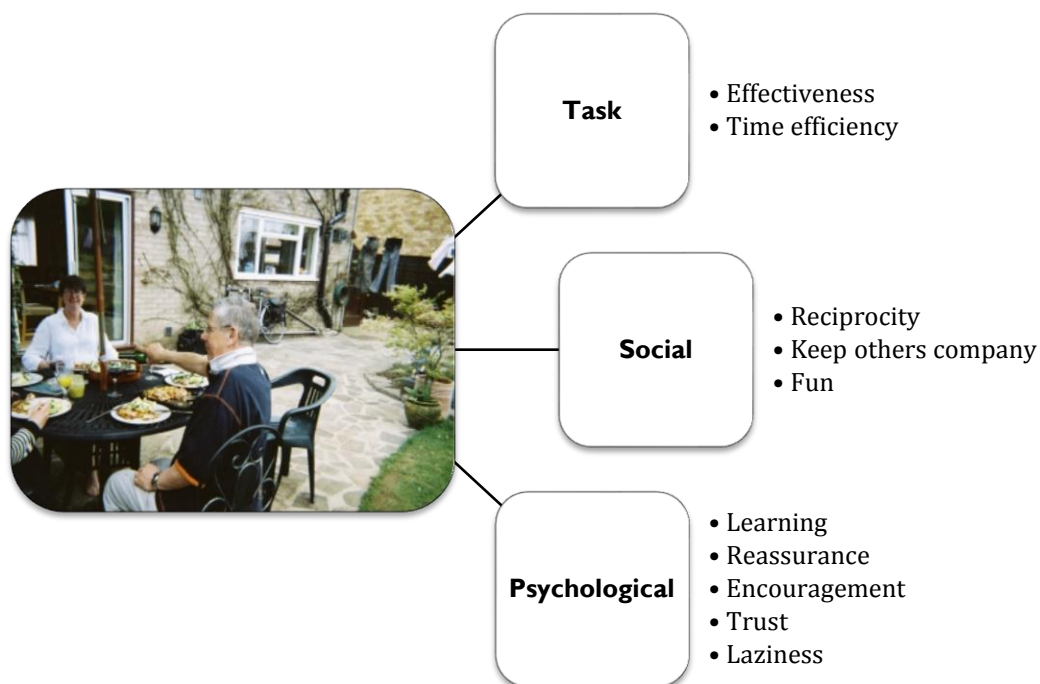 Task
• Effectiveness
• Time efficiency
Social
• Reciprocity
• Keep others company
• Fun
Psychological
• Learning
• Reassurance
• Encouragement
• Trust
• Laziness